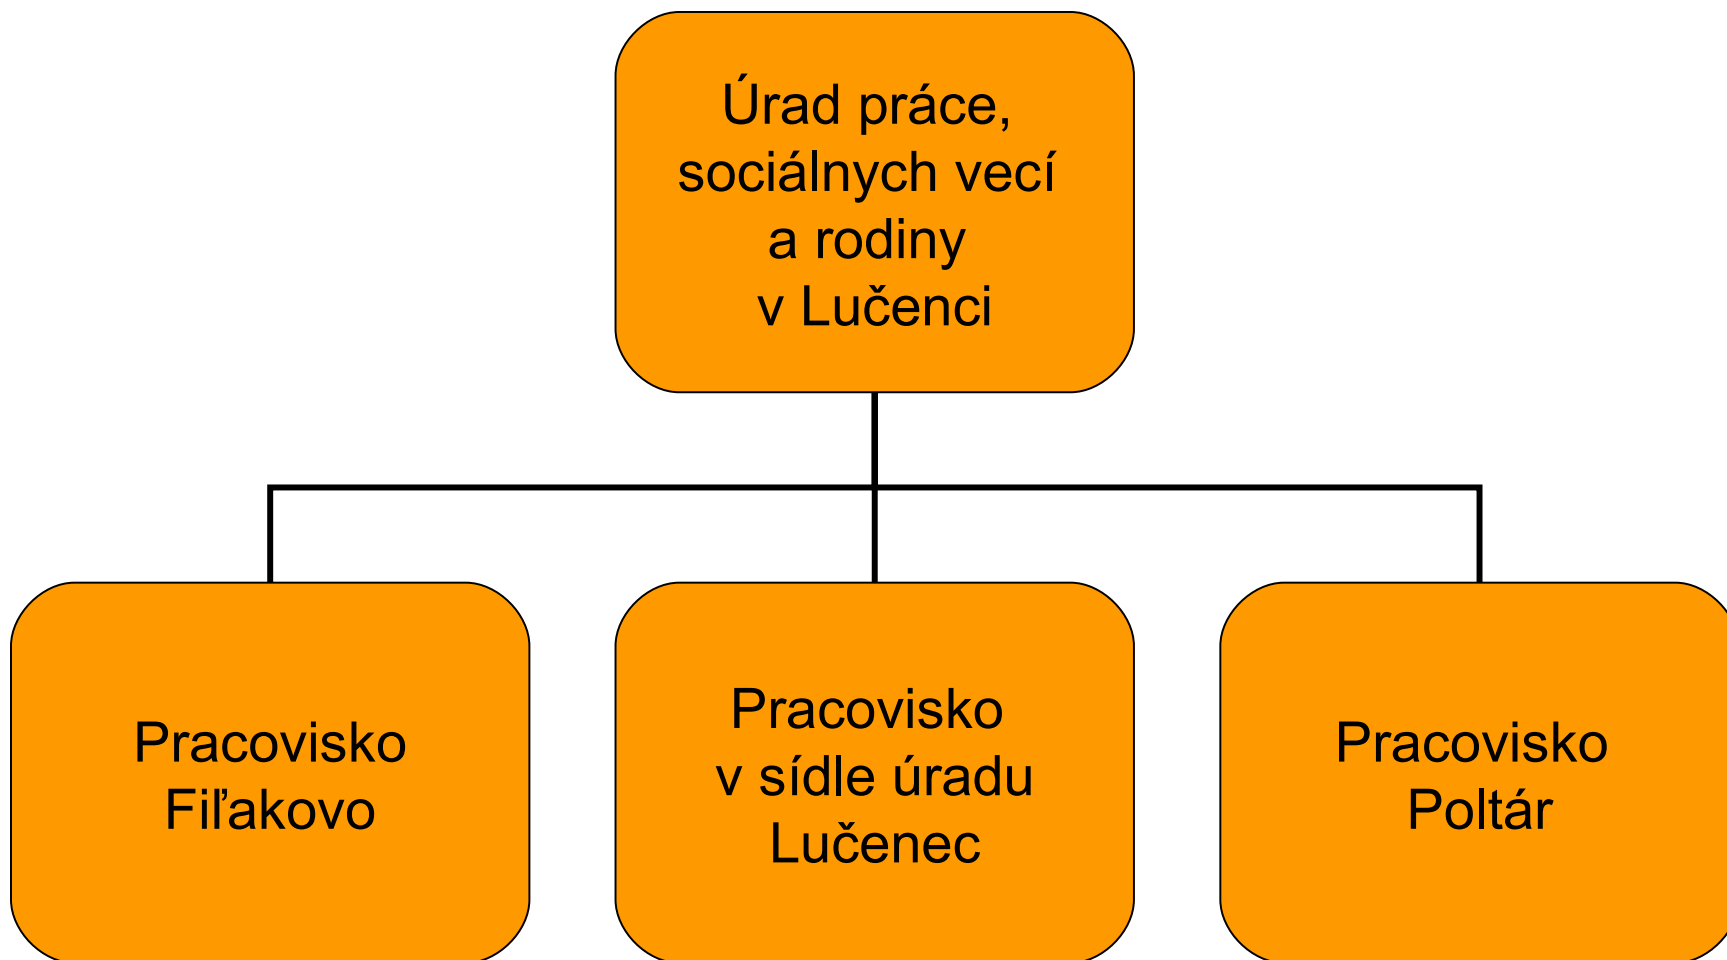 Úrad práce,
sociálnych vecí
a rodiny
v Lučenci
Pracovisko
Fiľakovo
Pracovisko
v sídle úradu
Lučenec
Pracovisko
Poltár